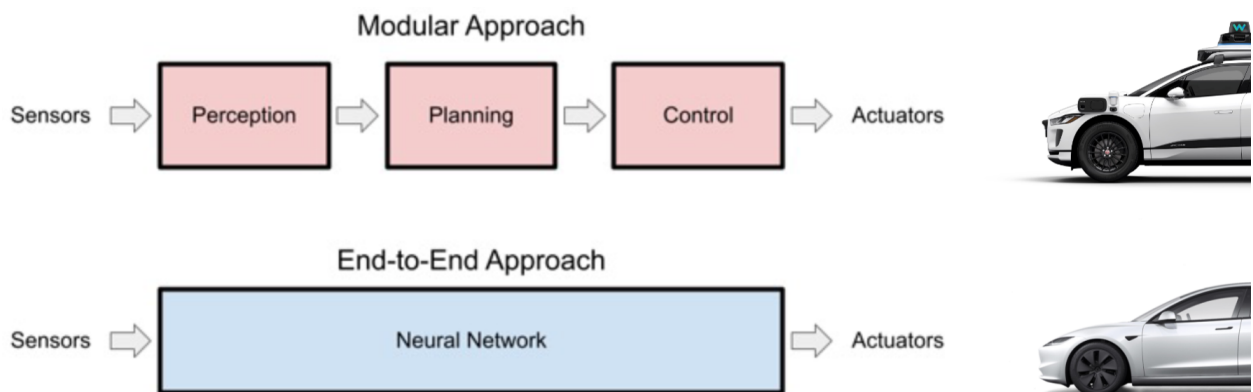 Modular Approach
Sensors Perception Planning Control Actuators
End-to-End Approach
Sensors Neural Network Actuators